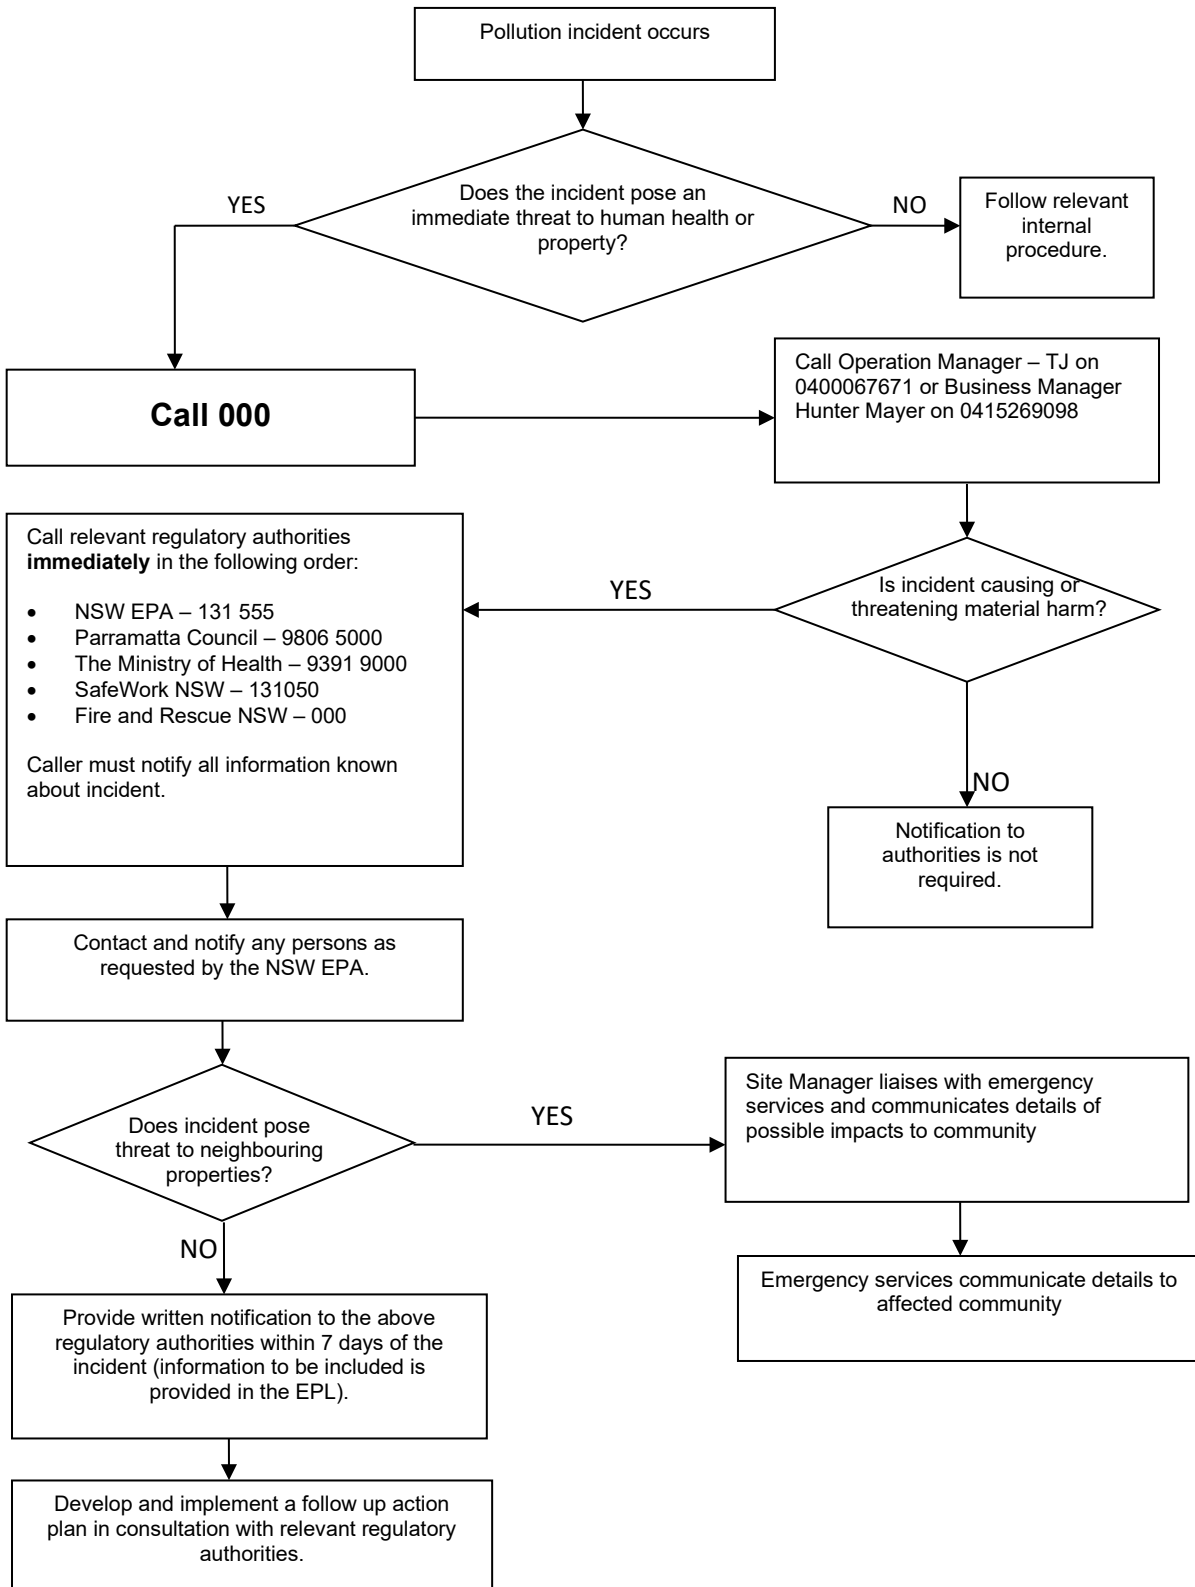 Pollution incident occurs
Does the incident pose an
immediate threat to human health or
property?
YES
NO
Follow relevant
internal
procedure.
Call 000
Call Operation Manager – TJ on
0400067671 or Business Manager
Hunter Mayer on 0415269098
Is incident causing or
threatening material harm?
YES
NO
Notification to
authorities is not
required.
Call relevant regulatory authorities
immediately in the following order:
• NSW EPA – 131 555
• Parramatta Council – 9806 5000
• The Ministry of Health – 9391 9000
• SafeWork NSW – 131050
• Fire and Rescue NSW – 000
Caller must notify all information known
about incident.
Contact and notify any persons as
requested by the NSW EPA.
Does incident pose
threat to neighbouring
properties?
YES
Site Manager liaises with emergency
services and communicates details of
possible impacts to community
Emergency services communicate details to
affected community
NO
Provide written notification to the above
regulatory authorities within 7 days of the
incident (information to be included is
provided in the EPL).
Develop and implement a follow up action
plan in consultation with relevant regulatory
authorities.